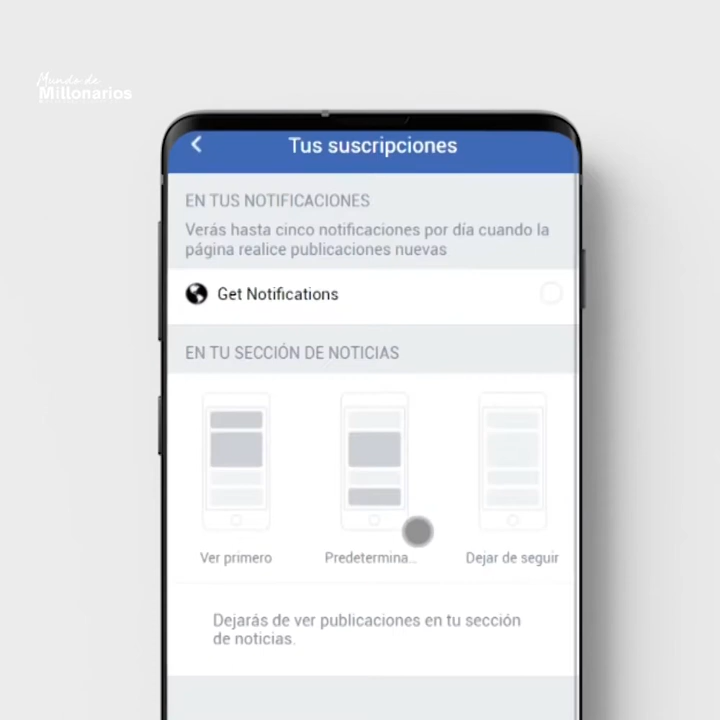 Mundo de
Millonarios
Tus suscripciones
EN TUS NOTIFICACIONES
Verás hasta cinco notificaciones por día cuando la
página realice publicaciones nuevas
Get Notifications
EN TU SECCIÓN DE NOTICIAS
Ver primero
Predetermina...
Dejar de seguir
Dejarás de ver publicaciones en tu sección
de noticias.